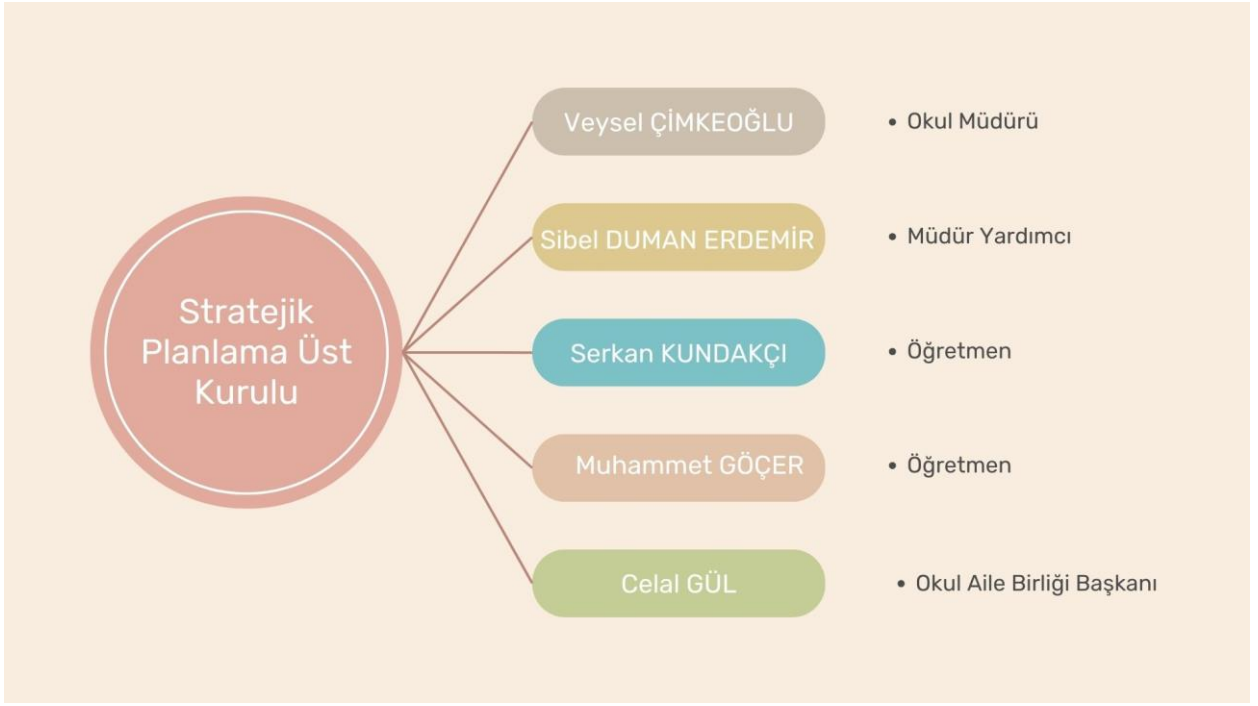 Stratejik
Planlama Üst
Kurulu
Veysel ÇİMKEOĞLU
• Okul Müdürü
Sibel DUMAN ERDEMİR
• Müdür Yardımcı
Serkan KUNDAKÇI
• Öğretmen
Muhammet GÖÇER
• Öğretmen
Celal GÜL
• Okul Aile Birliği Başkanı